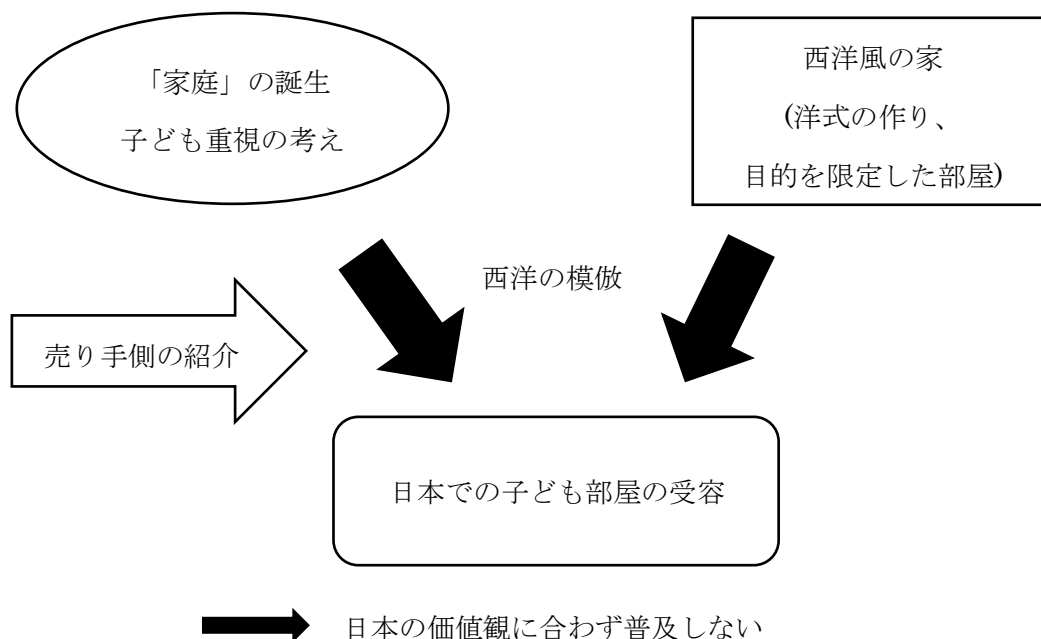 「家庭」の誕生
子ども重視の考え
西洋風の家
(洋式の作り、
目的を限定した部屋)
西洋の模倣
売り手側の紹介
日本での子ども部屋の受容
日本の価値観に合わず普及しない